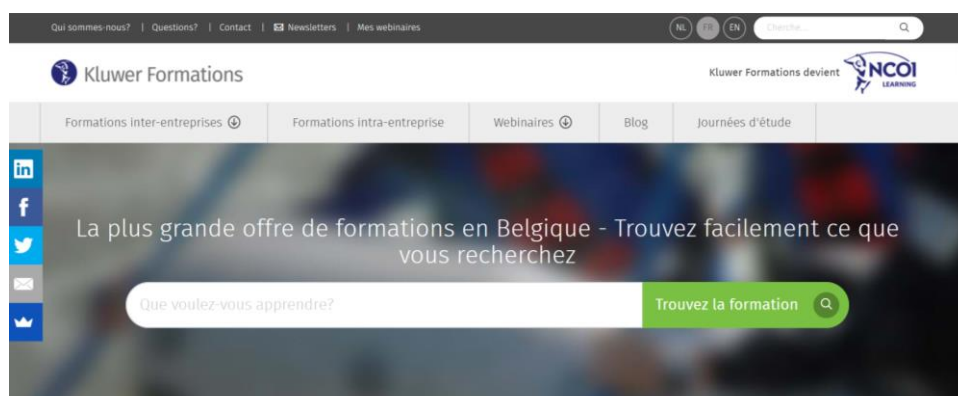 Qui sommes-nous? | Questions? | Contact | Newsletters | Mes webinaires
NL FR EN Cherche...
Kluwer Formations
Kluwer Formations devient NCOI
LEARNING
Formations inter-entreprises Formations intra-entreprise Webinaires Blog Journées d'étude
in
f
La plus grande offre de formations en Belgique - Trouvez facilement ce que
vous recherchez
Que voulez-vous apprendre? Trouvez la formation